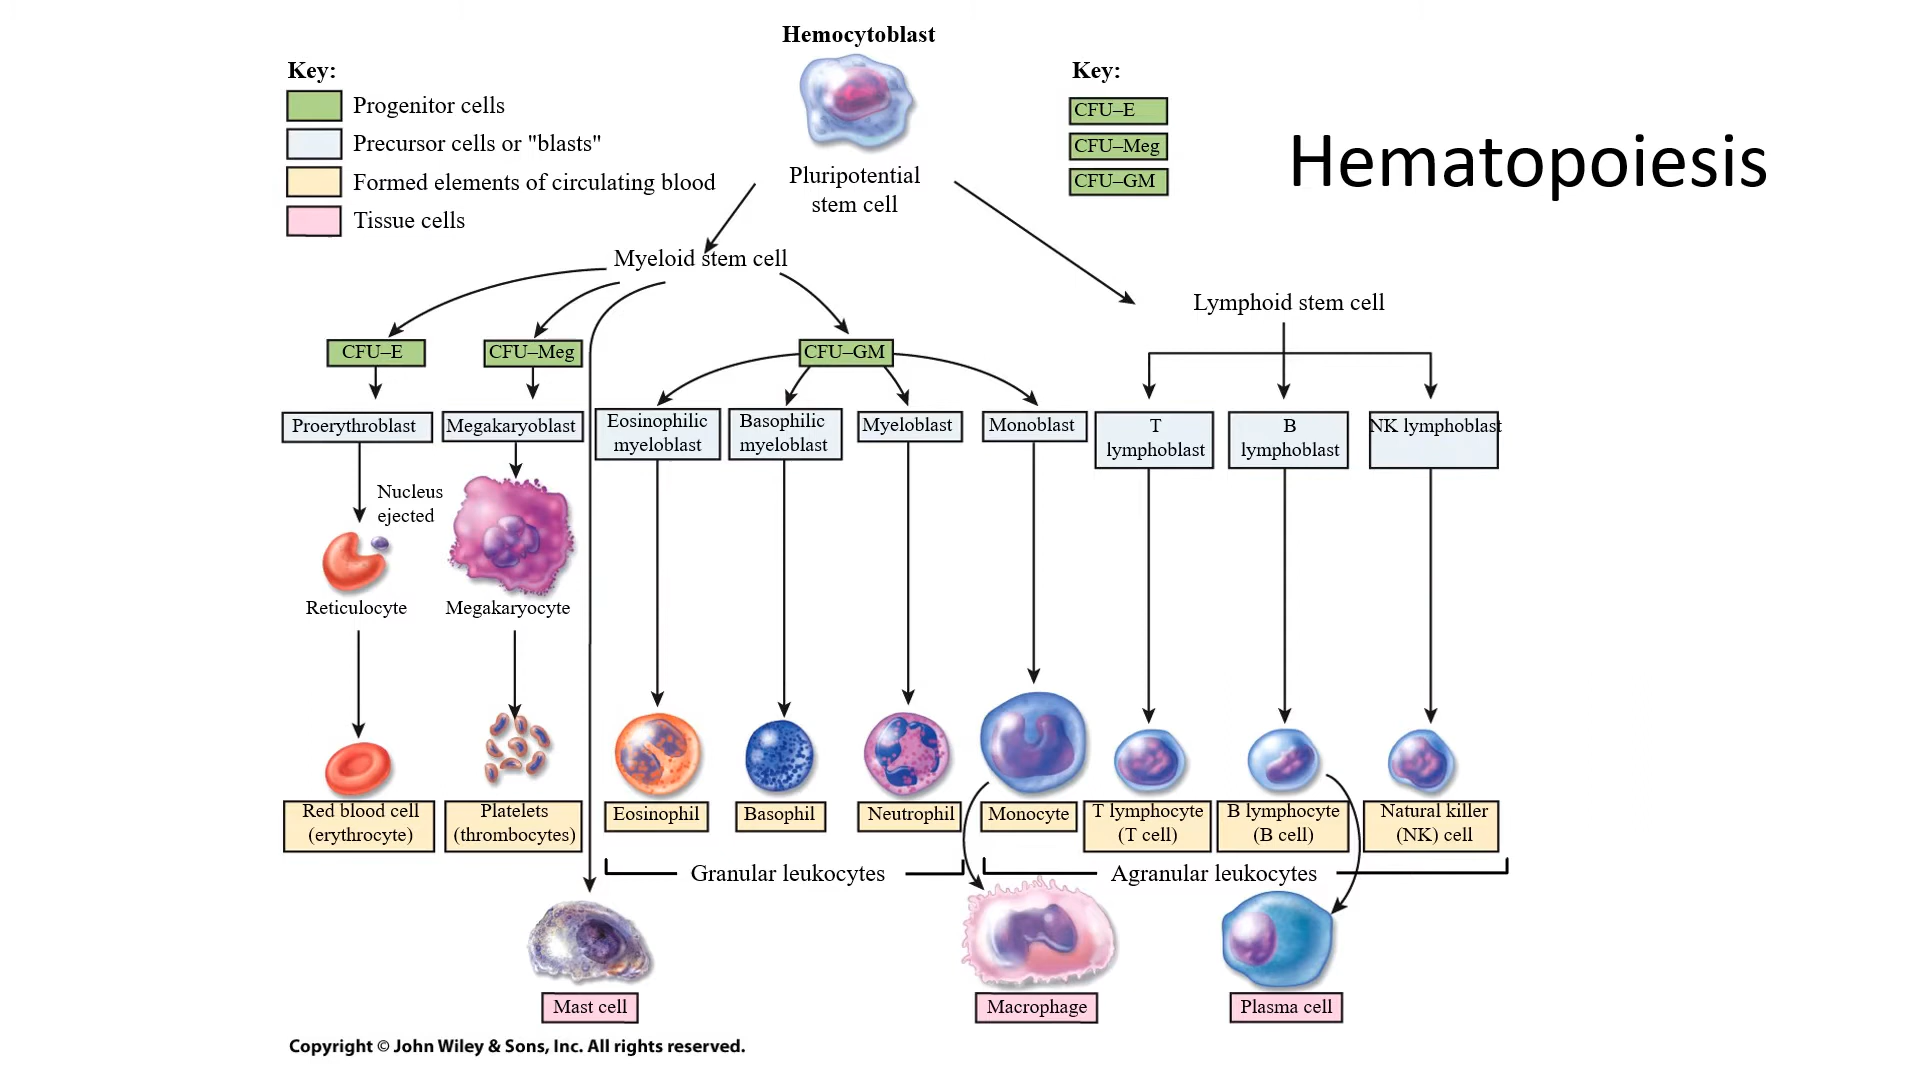 Hemocytoblast
Key:
Progenitor cells
Precursor cells or "blasts"
Formed elements of circulating blood
Tissue cells
Pluripotential
stem cell
Key:
CFU–E
CFU–Meg
CFU–GM
Hematopoiesis
Myeloid stem cell
Lymphoid stem cell
CFU–E
CFU–Meg
CFU–GM
Proerythroblast
Megakaryoblast
Eosinophilic
myeloblast
Basophilic
myeloblast
Myeloblast
Monoblast
T
lymphoblast
B
lymphoblast
NK lymphoblast
Nucleus
ejected
Reticulocyte
Megakaryocyte
Red blood cell
(erythrocyte)
Platelets
(thrombocytes)
Eosinophil
Basophil
Neutrophil
Monocyte
T lymphocyte
(T cell)
B lymphocyte
(B cell)
Natural killer
(NK) cell
Granular leukocytes
Agranular leukocytes
Mast cell
Macrophage
Plasma cell
Copyright © John Wiley & Sons, Inc. All rights reserved.